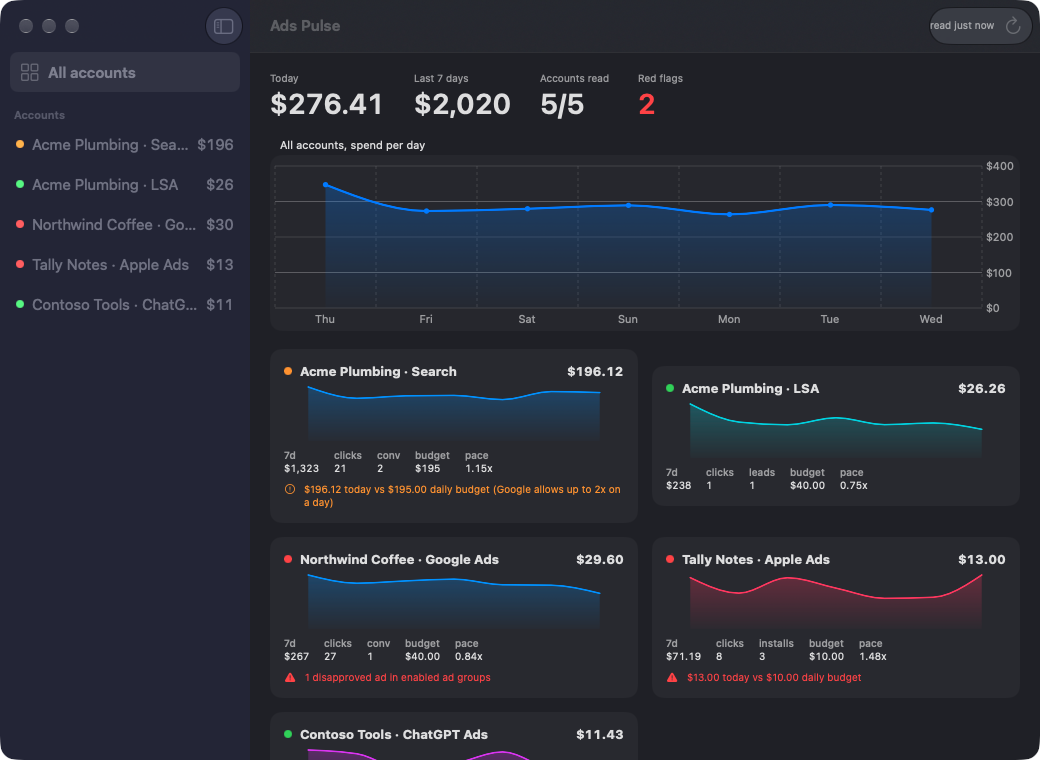 Ads Pulse
read just now
All accounts
Accounts
Acme Plumbing · Sea... $196
Acme Plumbing · LSA $26
Northwind Coffee · Go... $30
Tally Notes · Apple Ads $13
Contoso Tools · ChatG... $11
Today
$276.41
Last 7 days
$2,020
Accounts read
5/5
Red flags
2
All accounts, spend per day
$400
$300
$200
$100
$0
Thu Fri Sat Sun Mon Tue Wed
Acme Plumbing · Search $196.12
7d clicks conv budget pace
$1,323 21 2 $195 1.15x
$196.12 today vs $195.00 daily budget (Google allows up to 2x on
a day)
Acme Plumbing · LSA $26.26
7d clicks leads budget pace
$238 1 1 $40.00 0.75x
Northwind Coffee · Google Ads $29.60
7d clicks conv budget pace
$267 27 1 $40.00 0.84x
1 disapproved ad in enabled ad groups
Tally Notes · Apple Ads $13.00
7d clicks installs budget pace
$71.19 8 3 $10.00 1.48x
$13.00 today vs $10.00 daily budget
Contoso Tools · ChatGPT Ads $11.43